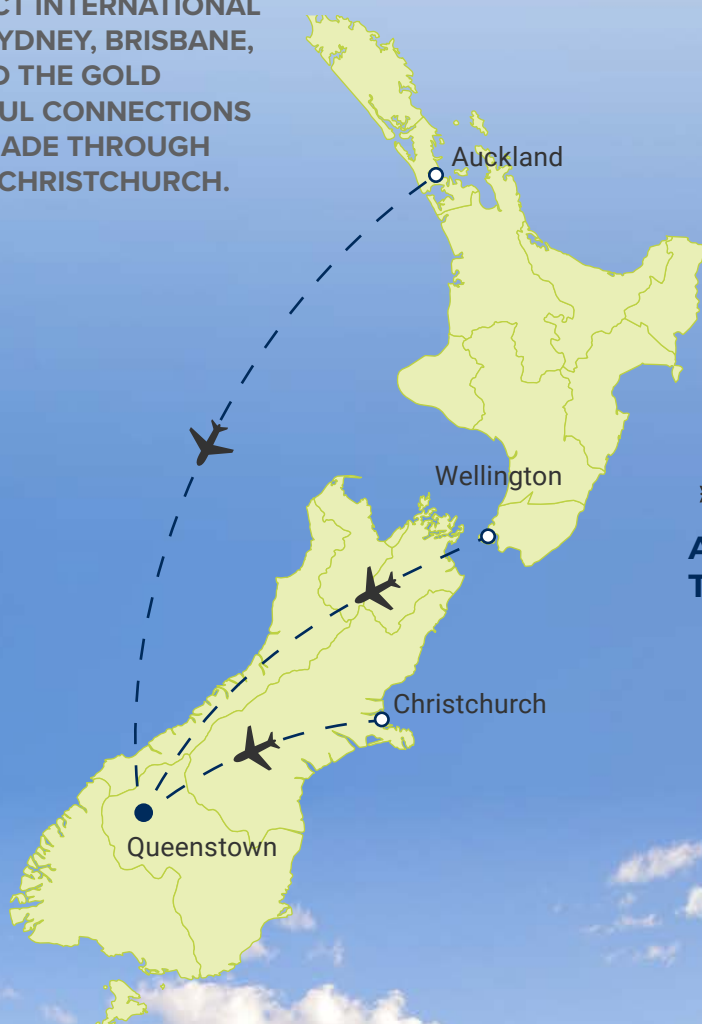 CT INTERNATIONAL
YDNEY, BRISBANE,
D THE GOLD
UL CONNECTIONS
ADE THROUGH
CHRISTCHURCH.
Auckland
Wellington
A
T
Christchurch
Queenstown